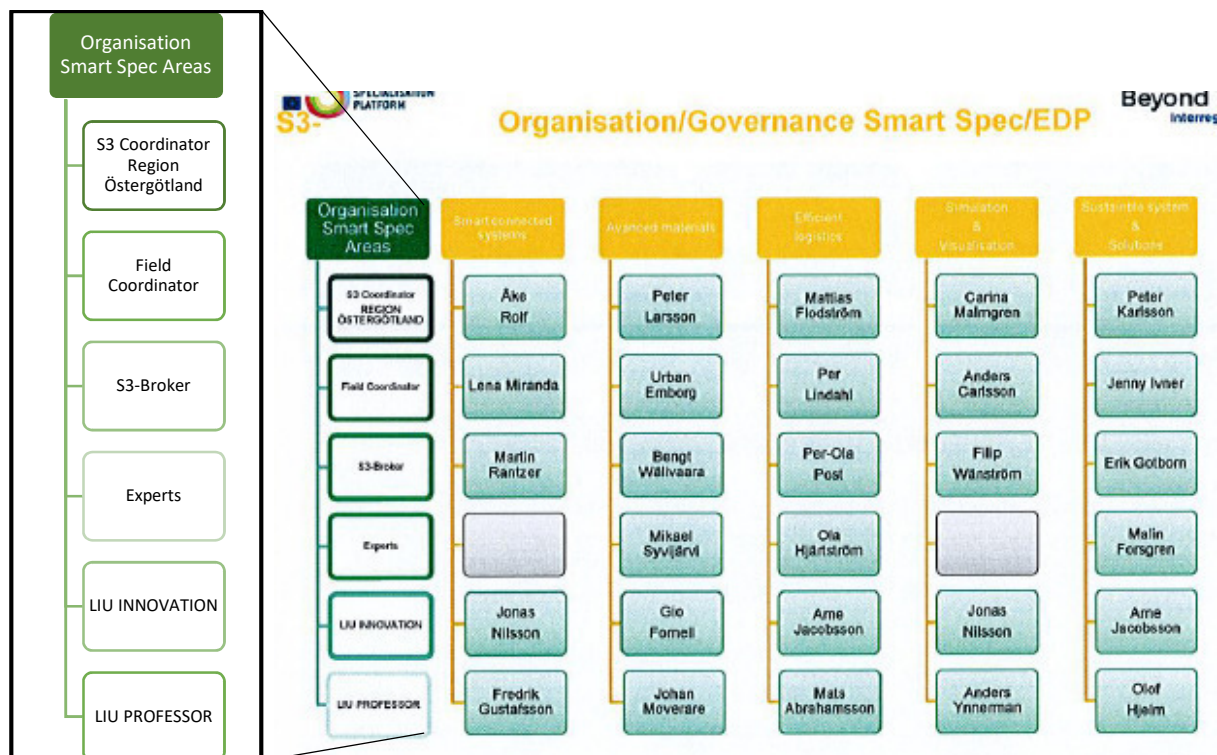 Organisation
Smart Spec Areas
S3 Coordinator
Region
Östergötland
Field
Coordinator
S3-Broker
Experts
LIU INNOVATION
LIU PROFESSOR
SPECIALISATION
PLATFORM
S3-
Organisation/Governance Smart Spec/EDP
Beyond
Interreg
Organisation
Smart Spec
Areas
Smart connected
systems
Avanced materials
Efficient
logistics
Simulation
&
Visualisation
Sustaintble system
&
Solutions
S3 Coordinator
REGION
ÖSTERGÖTLAND
Åke
Rolf
Peter
Larsson
Mattias
Flodström
Carina
Malmgren
Peter
Karlsson
Field Coordinator
Lena Miranda
Urban
Emborg
Per
Lindahl
Anders
Carlsson
Jenny Ivner
S3-Broker
Martin
Rantzer
Bengt
Wälivaara
Per-Ola
Post
Filip
Wänström
Erik Gotborn
Experts
Mikael
Syvijärvi
Ola
Hjärtström
Malin
Forsgren
LIU INNOVATION
Jonas
Nilsson
Gio
Fornell
Arne
Jacobsson
Jonas
Nilsson
Arne
Jacobsson
LIU PROFESSOR
Fredrik
Gustafsson
Johan
Moverare
Mats
Abrahamsson
Anders
Ynnerman
Olof
Hjelm